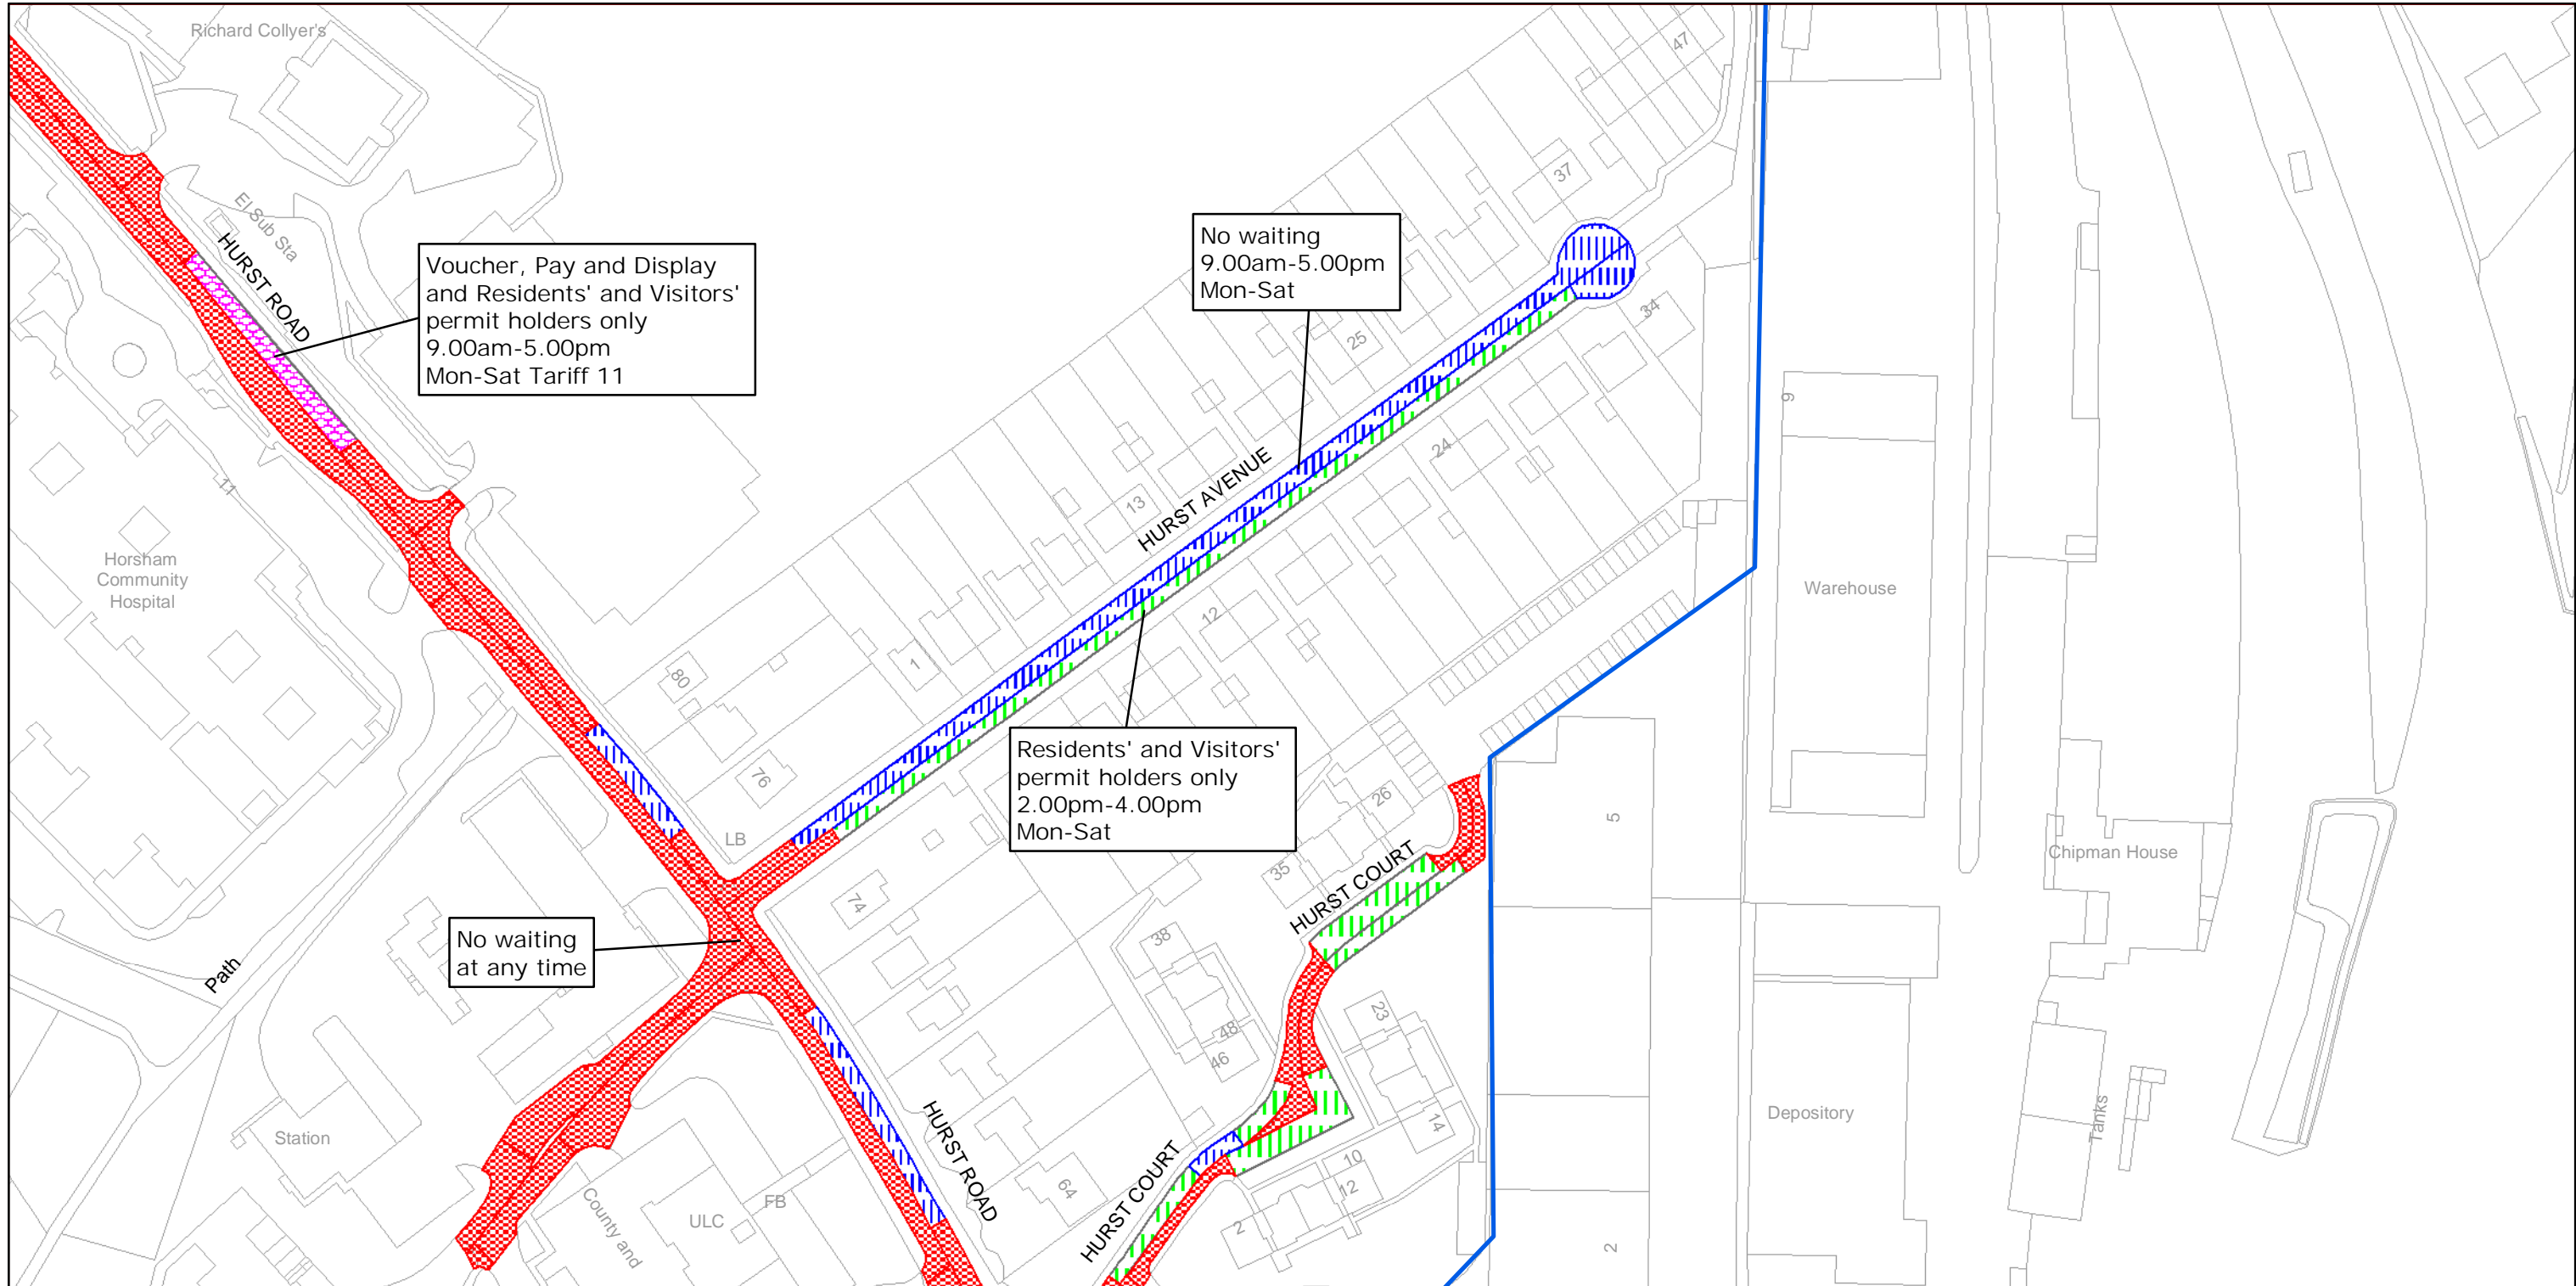 Richard Collyer's
47
37
El Sub Sta
HURST ROAD
Voucher, Pay and Display
and Residents' and Visitors'
permit holders only
9.00am-5.00pm
Mon-Sat Tariff 11
No waiting
9.00am-5.00pm
Mon-Sat
34
25
9
24
11
13
HURST AVENUE
Horsham
Community
Hospital
Warehouse
12
1
80
76
Residents' and Visitors'
permit holders only
2.00pm-4.00pm
Mon-Sat
26
5
LB
35
HURST COURT
Chipman House
74
No waiting
at any time
38
Path
23
48
46
14
Depository
Tanks
Station
HURST ROAD
HURST COURT
10
12
64
County and
ULC
FB
2
2